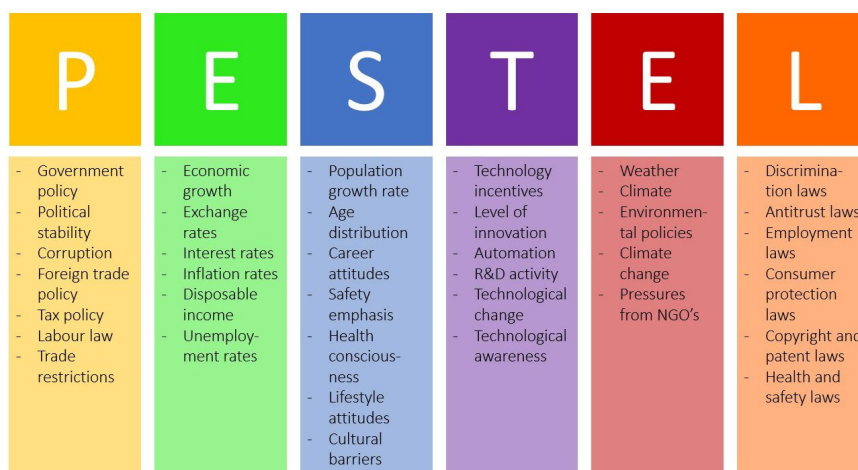 P
E
S
T
E
L
- Government
policy
- Political
stability
- Corruption
- Foreign trade
policy
- Tax policy
- Labour law
- Trade
restrictions
- Economic
growth
- Exchange
rates
- Interest rates
- Inflation rates
- Disposable
income
- Unemploy-
ment rates
- Population
growth rate
- Age
distribution
- Career
attitudes
- Safety
emphasis
- Health
conscious-
ness
- Lifestyle
attitudes
- Cultural
barriers
- Technology
incentives
- Level of
innovation
- Automation
- R&D activity
- Technological
change
- Technological
awareness
- Weather
- Climate
- Environmen-
tal policies
- Climate
change
- Pressures
from NGO's
- Discrimina-
tion laws
- Antitrust laws
- Employment
laws
- Consumer
protection
laws
- Copyright and
patent laws
- Health and
safety laws